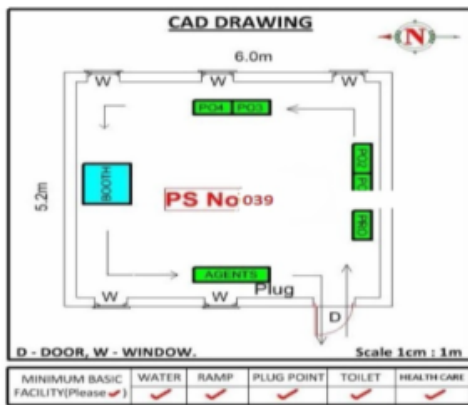 CAD DRAWING
N
6.0m
W W W
PO4 PO3
PO2
BOOTH
5.2m
PS No 039
PRO
AGENTS
Plug
W W
D
D - DOOR, W - WINDOW. Scale 1cm : 1m
MINIMUM BASIC FACILITY(Please ✓) WATER RAMP PLUG POINT TOILET HEALTH CARE
✓ ✓ ✓ ✓ ✓